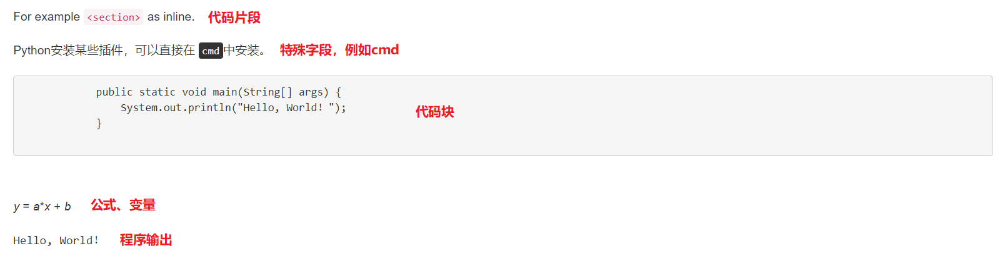 For example <section> as inline. 代码片段
Python安装某些插件，可以直接在 cmd中安装。 特殊字段，例如cmd
public static void main(String[] args) {
System.out.println("Hello, World! ");
代码块
}
y = a*x + b 公式、变量
Hello, World! 程序输出